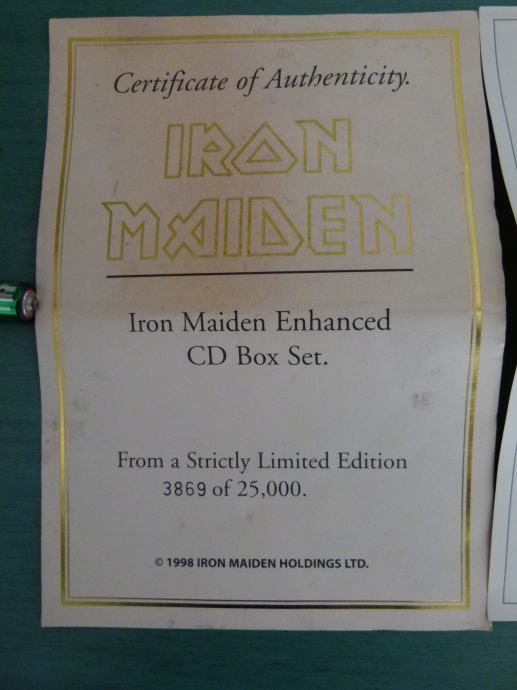 Certificate of Authenticity.
IRON
MAIDEN
Iron Maiden Enhanced
CD Box Set.
From a Strictly Limited Edition
3869 of 25,000.
© 1998 IRON MAIDEN HOLDINGS LTD.